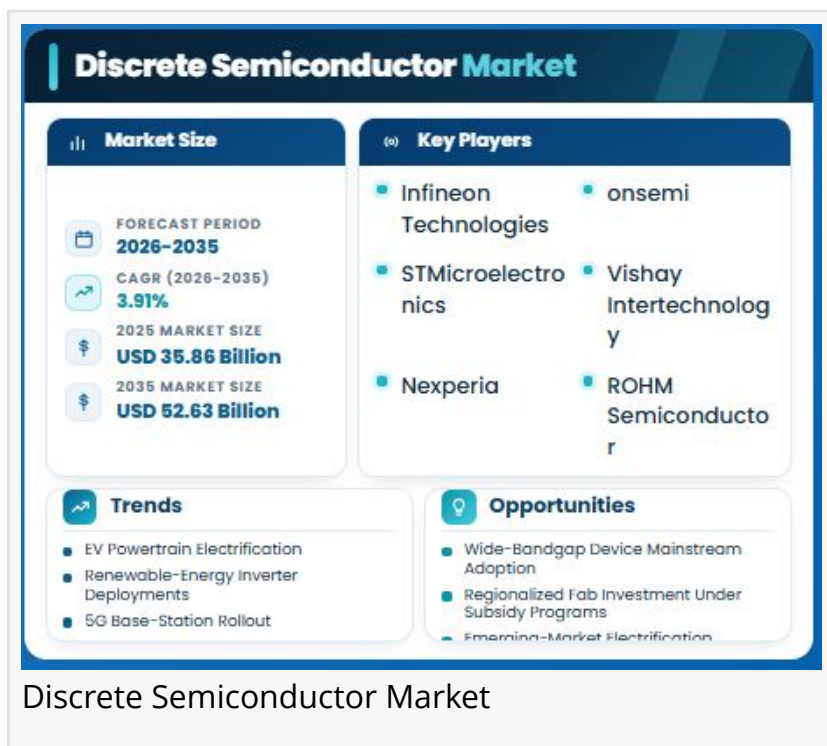 Discrete Semiconductor Market
Market Size
FORECAST PERIOD
2026-2035
CAGR (2026-2035)
3.91%
2025 MARKET SIZE
USD 35.86 Billion
2035 MARKET SIZE
USD 52.63 Billion
Key Players
Infineon
Technologies
onsemi
STMicroelectro
nics
Vishay
Intertechnolog
y
Nexperia
ROHM
Semiconducto
r
Trends
EV Powertrain Electrification
Renewable-Energy Inverter
Deployments
5G Base-Station Rollout
Opportunities
Wide-Bandgap Device Mainstream
Adoption
Regionalized Fab Investment Under
Subsidy Programs
Emerging-Market Electrification
Discrete Semiconductor Market